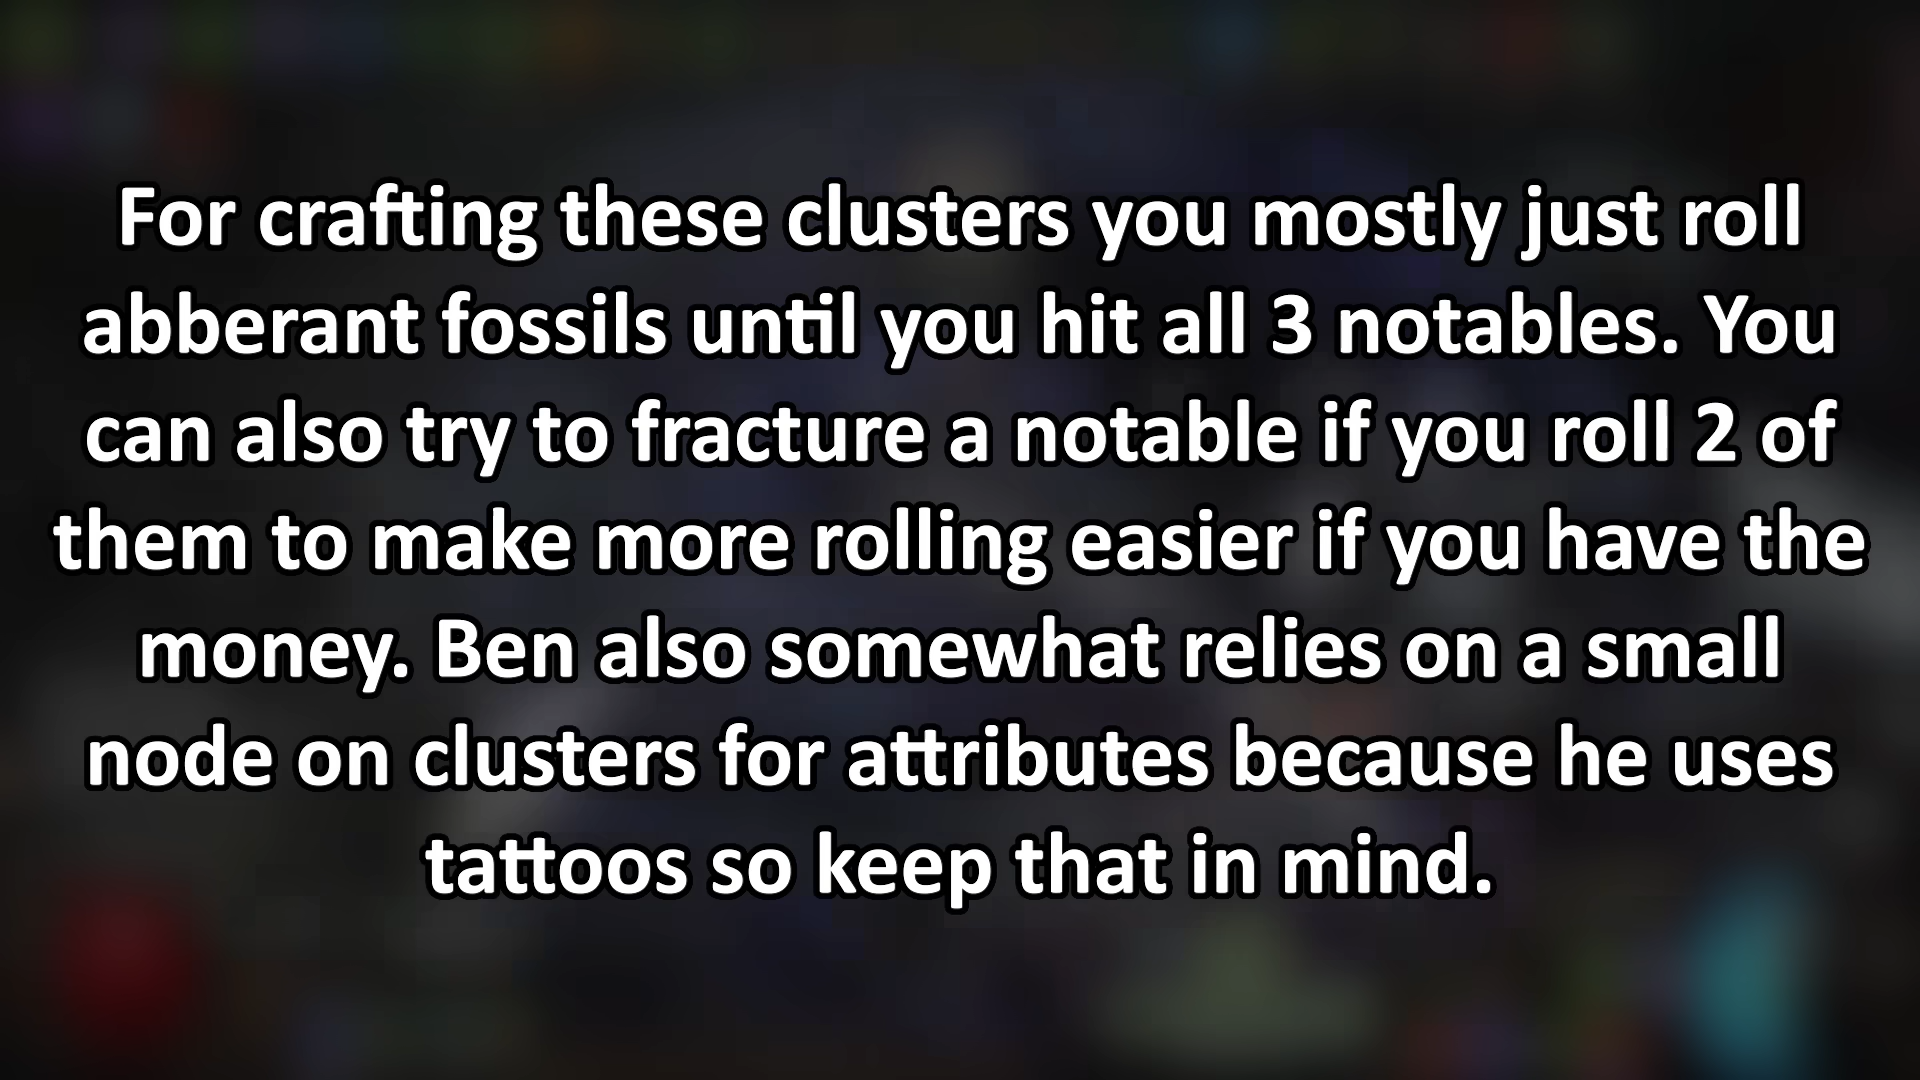 For crafting these clusters you mostly just roll
abberant fossils until you hit all 3 notables. You
can also try to fracture a notable if you roll 2 of
them to make more rolling easier if you have the
money. Ben also somewhat relies on a small
node on clusters for attributes because he uses
tattoos so keep that in mind.